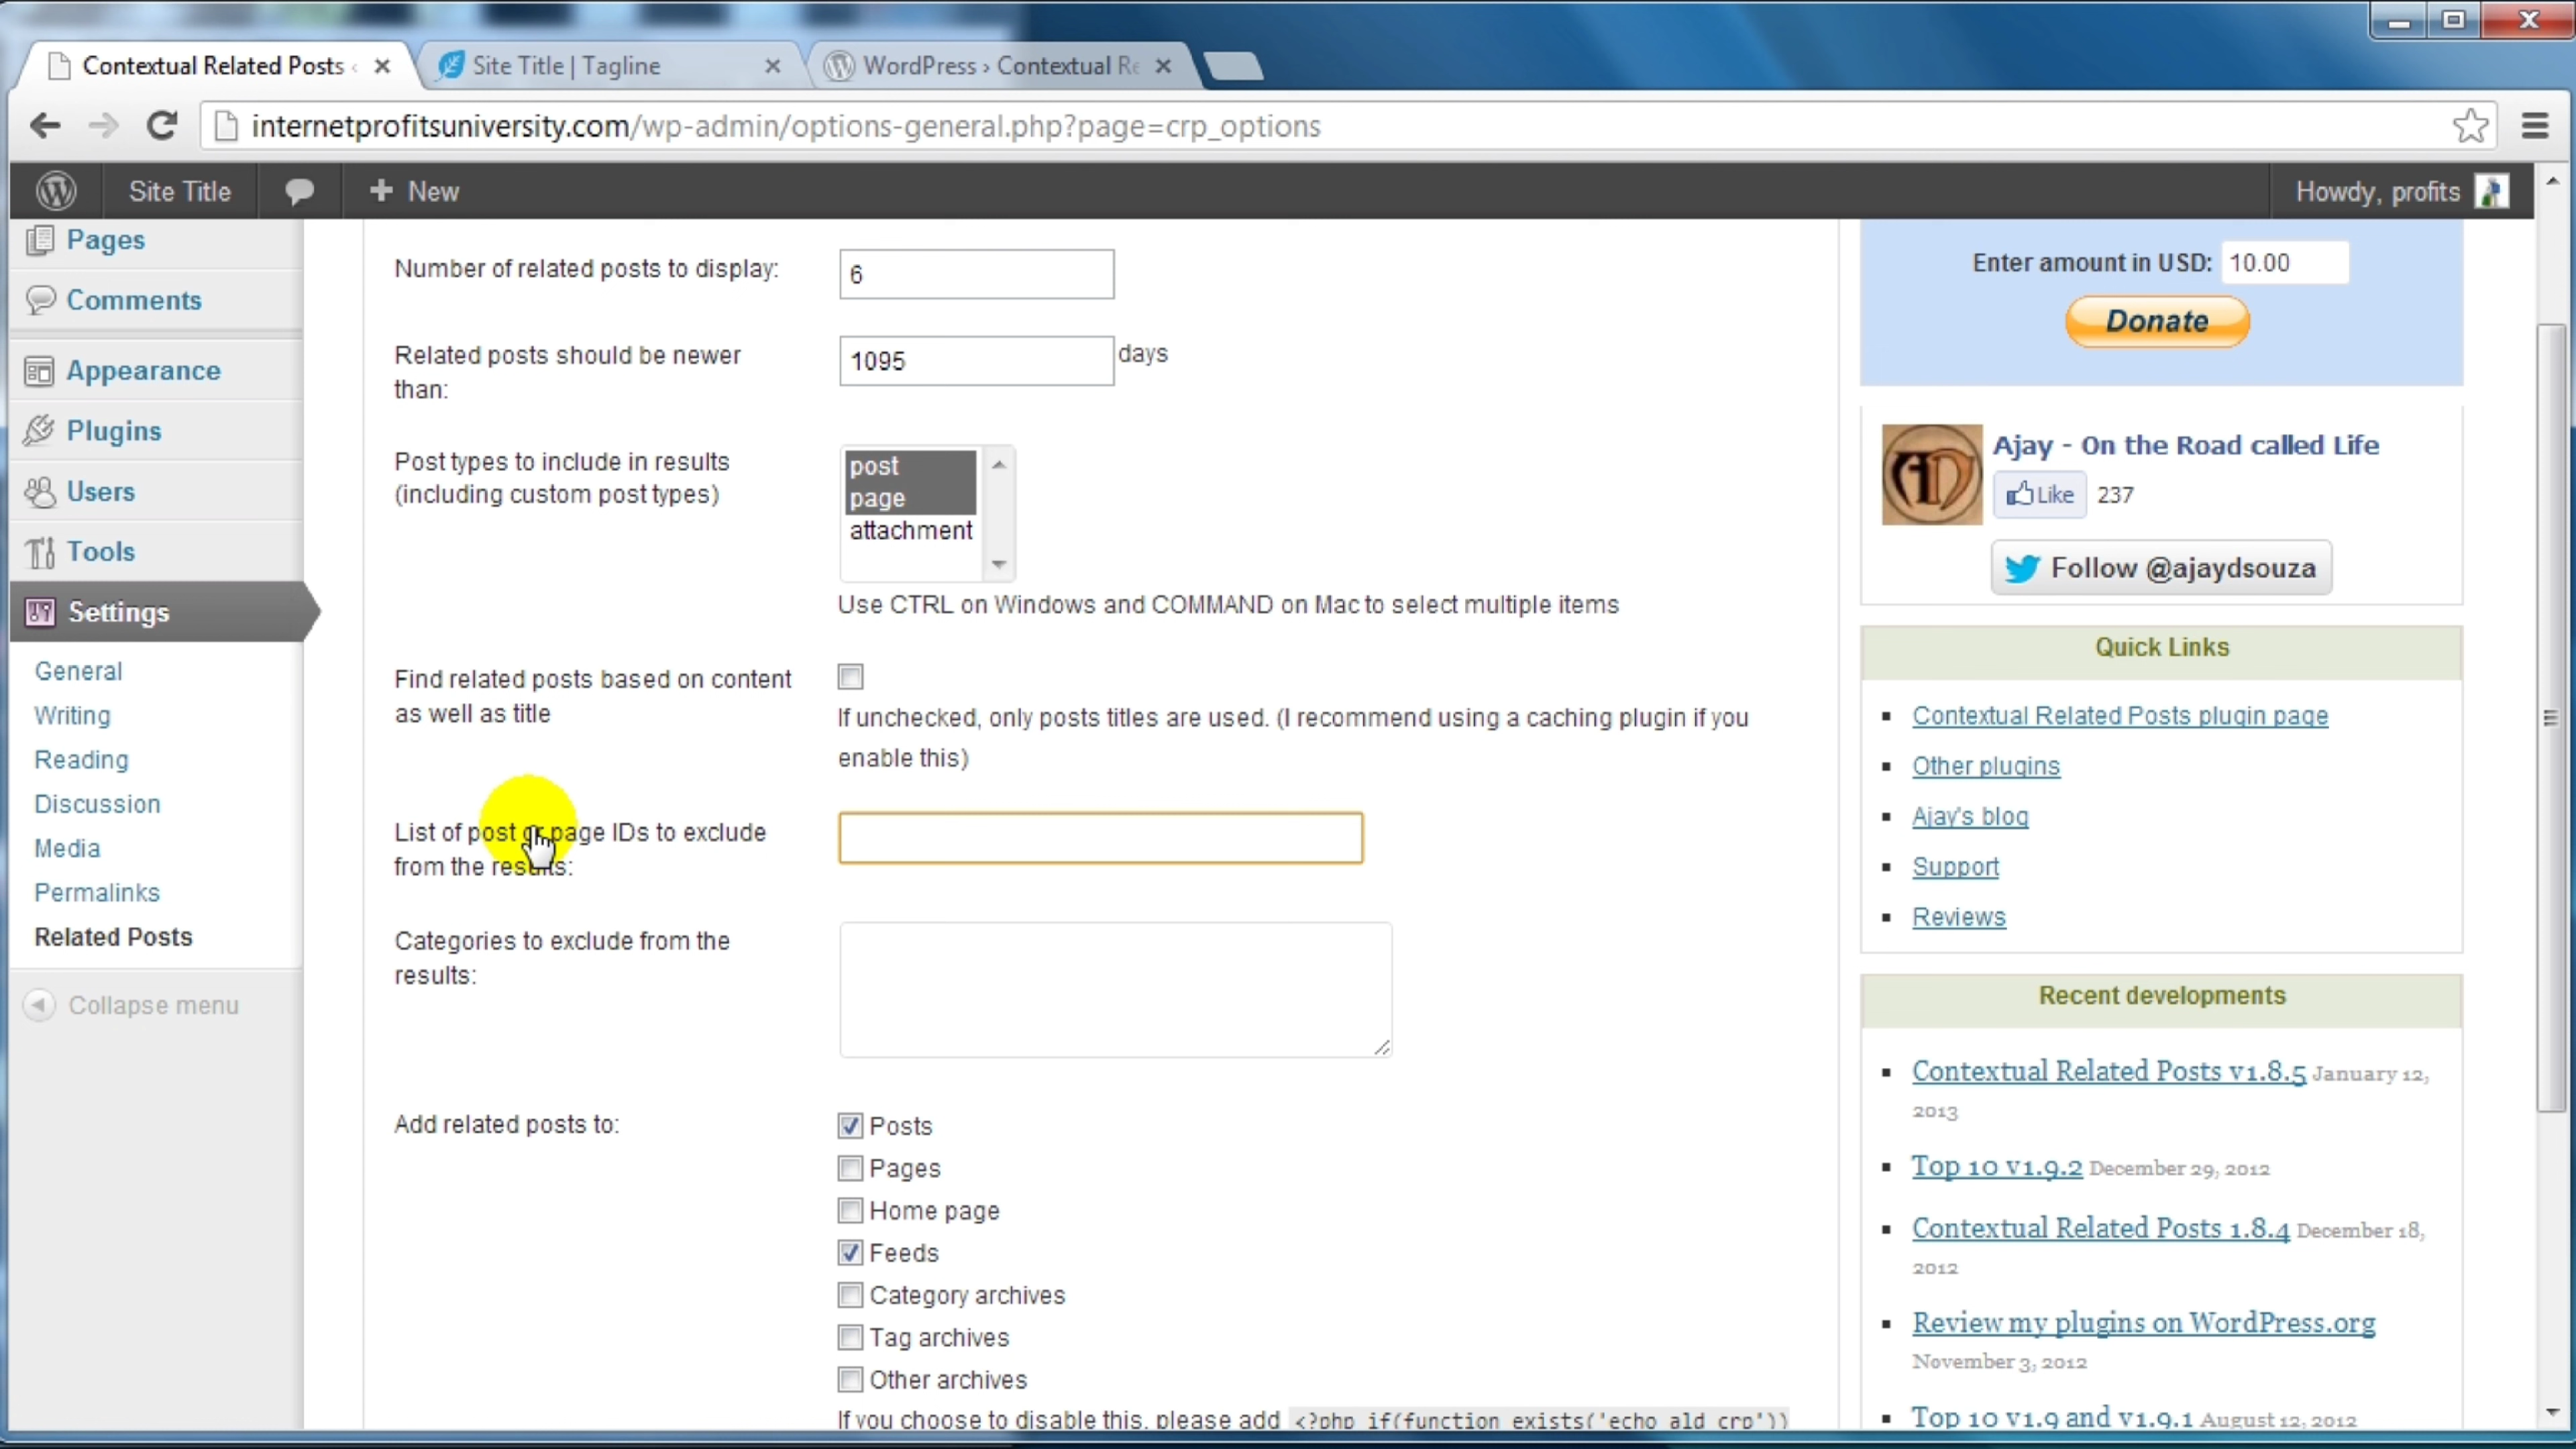 Contextual Related Posts
Site Title | Tagline
WordPress › Contextual Re
internetprofitsuniversity.com/wp-admin/options-general.php?page=crp_options
Site Title
+ New
Howdy, profits
Pages
Comments
Appearance
Plugins
Users
Tools
Settings
General
Writing
Reading
Discussion
Media
Permalinks
Related Posts
Collapse menu
Number of related posts to display:
6
Related posts should be newer
than:
1095
days
Post types to include in results
(including custom post types)
post
page
attachment
Use CTRL on Windows and COMMAND on Mac to select multiple items
Find related posts based on content
as well as title
If unchecked, only posts titles are used. (I recommend using a caching plugin if you
enable this)
List of post or page IDs to exclude
from the results:
Categories to exclude from the
results:
Add related posts to:
Posts
Pages
Home page
Feeds
Category archives
Tag archives
Other archives
If you choose to disable this, please add <?php if(function_exists('echo_ald_crp'))
Enter amount in USD: 10.00
Donate
Ajay - On the Road called Life
Like 237
Follow @ajaydsouza
Quick Links
Contextual Related Posts plugin page
Other plugins
Ajay's blog
Support
Reviews
Recent developments
Contextual Related Posts v1.8.5 January 12,
2013
Top 10 v1.9.2 December 29, 2012
Contextual Related Posts 1.8.4 December 18,
2012
Review my plugins on WordPress.org
November 3, 2012
Top 10 v1.9 and v1.9.1 August 12, 2012